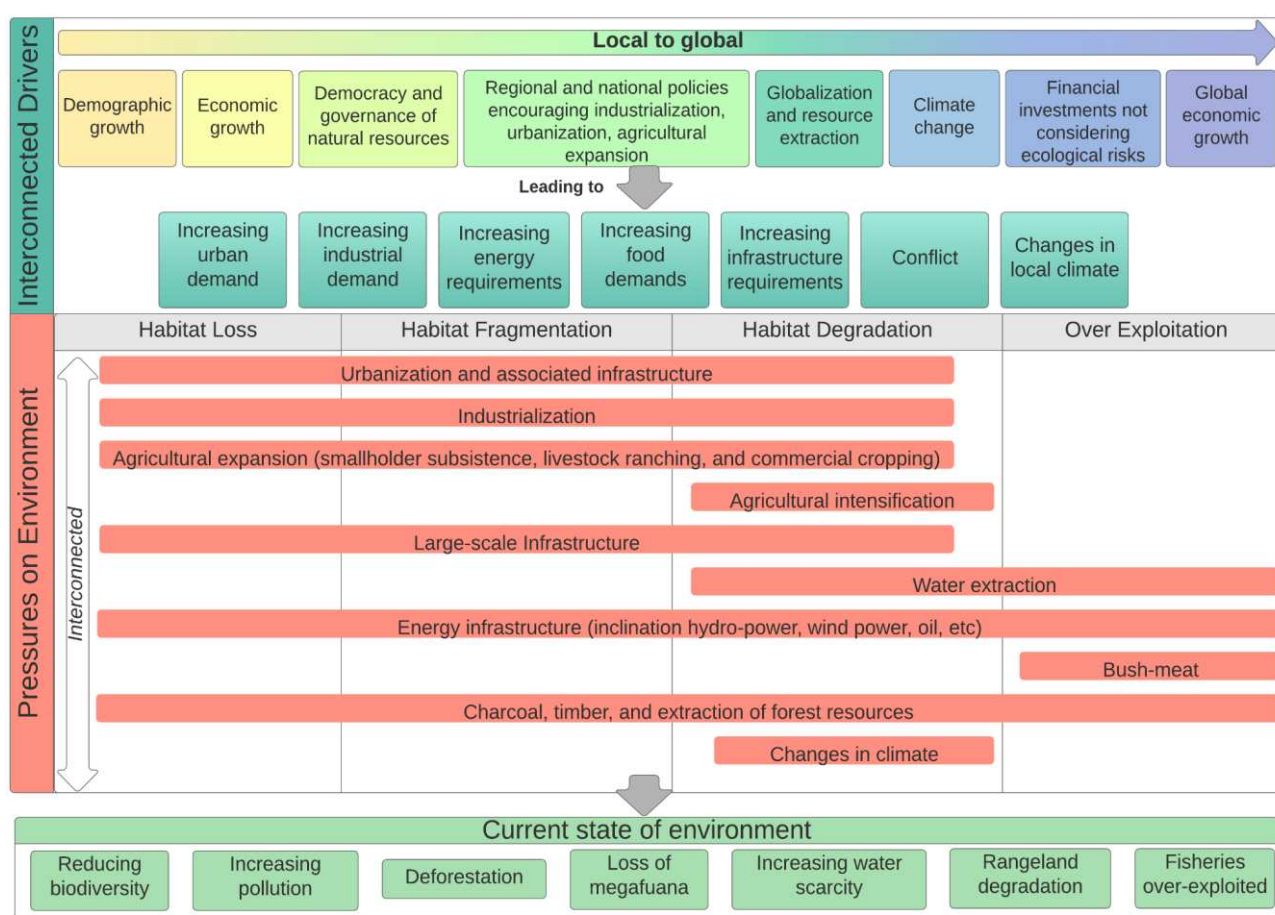 Interconnected Drivers
Local to global
Demographic
growth
Economic
growth
Democracy and
governance of
natural resources
Regional and national policies
encouraging industrialization,
urbanization, agricultural
expansion
Globalization
and resource
extraction
Climate
change
Financial
investments not
considering
ecological risks
Global
economic
growth
Leading to
Increasing
urban
demand
Increasing
industrial
demand
Increasing
energy
requirements
Increasing
food
demands
Increasing
infrastructure
requirements
Conflict
Changes in
local climate
Pressures on Environment
Habitat Loss
Habitat Fragmentation
Habitat Degradation
Over Exploitation
Interconnected
Urbanization and associated infrastructure
Industrialization
Agricultural expansion (smallholder subsistence, livestock ranching, and commercial cropping)
Agricultural intensification
Large-scale Infrastructure
Water extraction
Energy infrastructure (inclination hydro-power, wind power, oil, etc)
Bush-meat
Charcoal, timber, and extraction of forest resources
Changes in climate
Current state of environment
Reducing
biodiversity
Increasing
pollution
Deforestation
Loss of
megafuana
Increasing water
scarcity
Rangeland
degradation
Fisheries
over-exploited